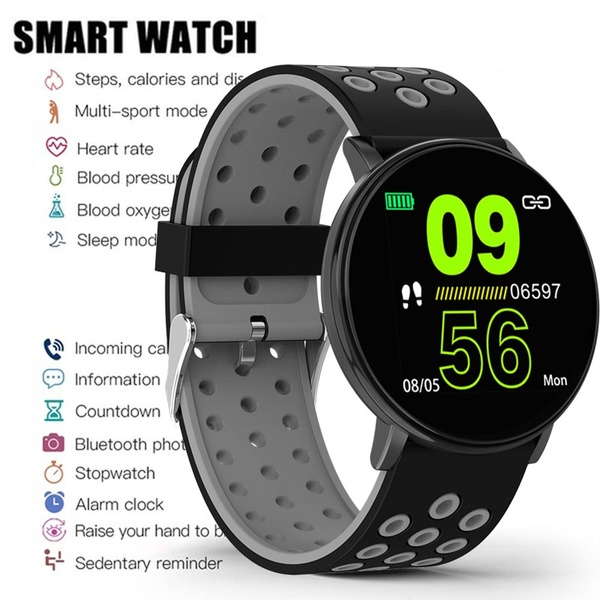 SMART WATCH
Steps, calories and dis
Multi-sport mode
Heart rate
Blood pressur
Blood oxyge
Sleep mod
09
06597
56
08/05
Mon
Incoming cal
Information
Countdown
Bluetooth phot
Stopwatch
Alarm clock
Raise your hand to b
Sedentary reminder